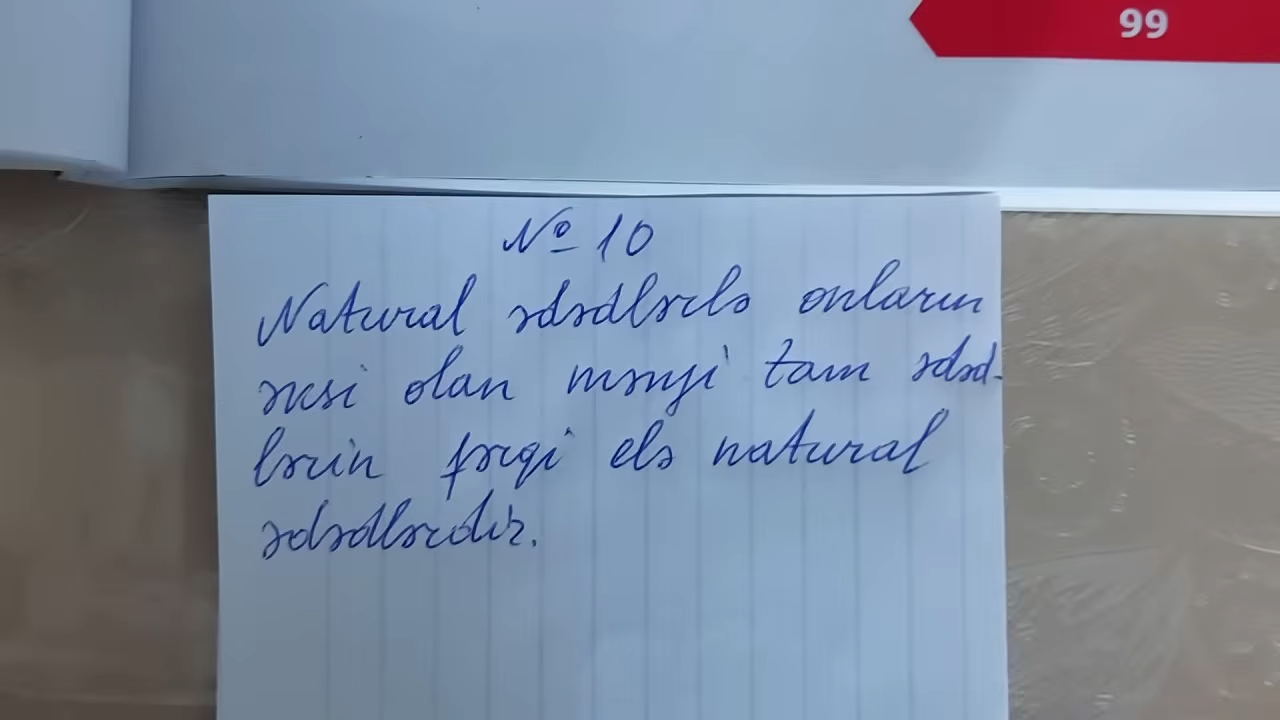 99
№ 10
Natural ədədlərlə onların
əksi olan mənfi tam ədəd-
lərin fərqi elə natural
ədədlərdir.